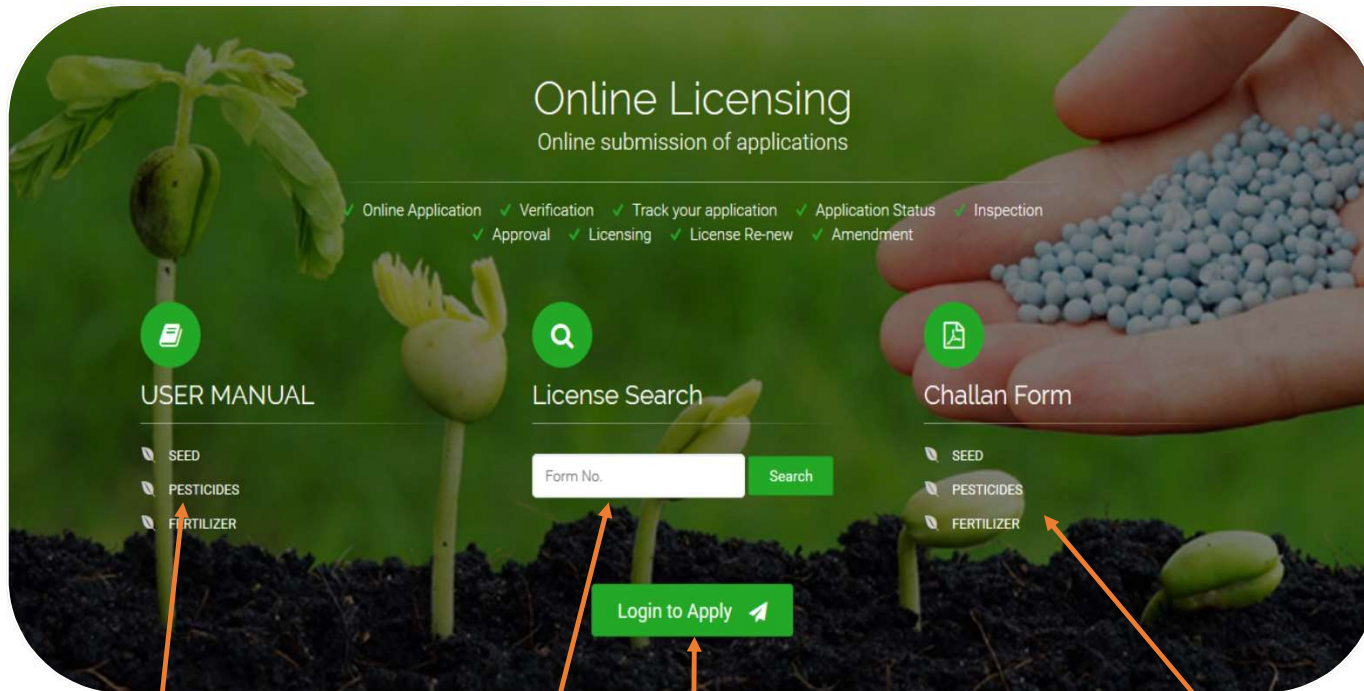 Online Licensing
Online submission of applications
✓ Online Application ✓ Verification ✓ Track your application ✓ Application Status ✓ Inspection
✓ Approval ✓ Licensing ✓ License Re-new ✓ Amendment
USER MANUAL
SEED
PESTICIDES
FERTILIZER
License Search
Form No. Search
Challan Form
SEED
PESTICIDES
FERTILIZER
Login to Apply